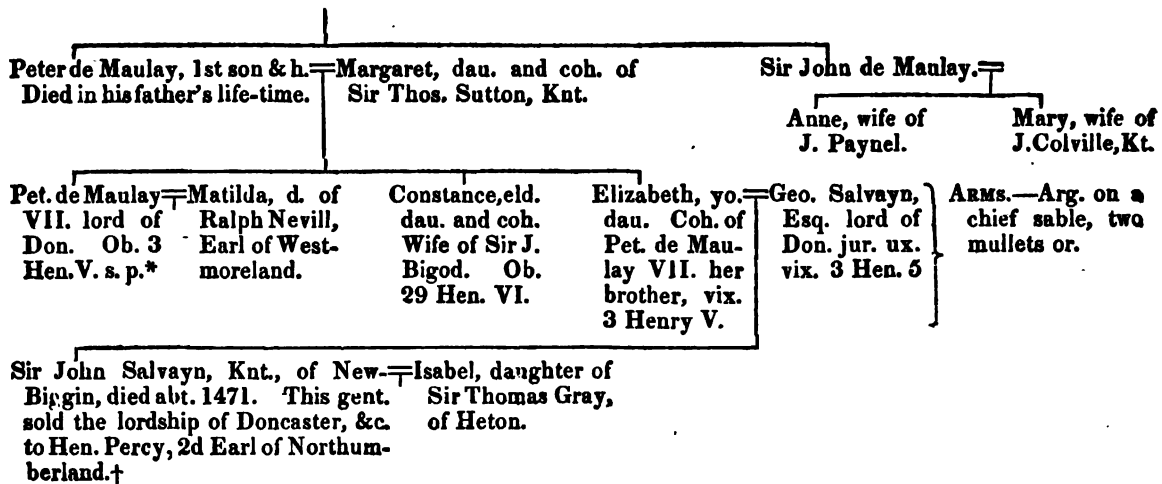 Peter de Maulay, 1st son & h.
Died in his father's life-time.
Margaret, dau. and coh. of
Sir Thos. Sutton, Knt.
Sir John de Maulay.
Anne, wife of
J. Paynel.
Mary, wife of
J. Colville, Kt.
Pet. de Maulay
VII. lord of
Don. Ob. 3
Hen. V. s. p.*
Matilda, d. of
Ralph Nevill,
Earl of West-
moreland.
Constance, eld.
dau. and coh.
Wife of Sir J.
Bigod. Ob.
29 Hen. VI.
Elizabeth, yo.
dau. Coh. of
Pet. de Mau-
lay VII. her
brother, vix.
3 Henry V.
Geo. Salvayn,
Esq. lord of
Don. jur. ux.
vix. 3 Hen. 5
ARMS.—Arg. on a
chief sable, two
mullets or.
Sir John Salvayn, Knt., of New-
Biggin, died abt. 1471. This gent.
sold the lordship of Doncaster, &c.
to Hen. Percy, 2d Earl of Northum-
berland.†
Isabel, daughter of
Sir Thomas Gray,
of Heton.